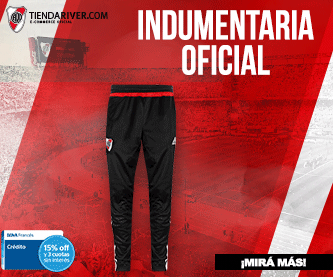 TIENDARIVER.COM
E-COMMERCE OFICIAL
INDUMENTARIA
OFICIAL
BBVA Francés
Crédito
15% off
y 3 cuotas
sin interés
¡MIRÁ MÁS!